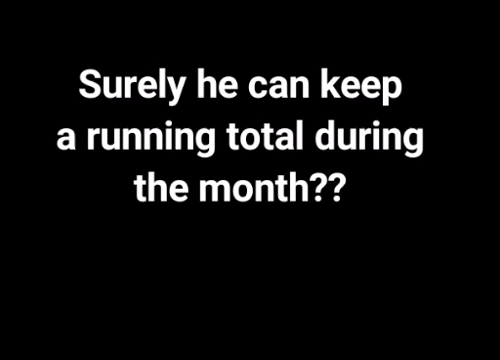 Surely he can keep
a running total during
the month??